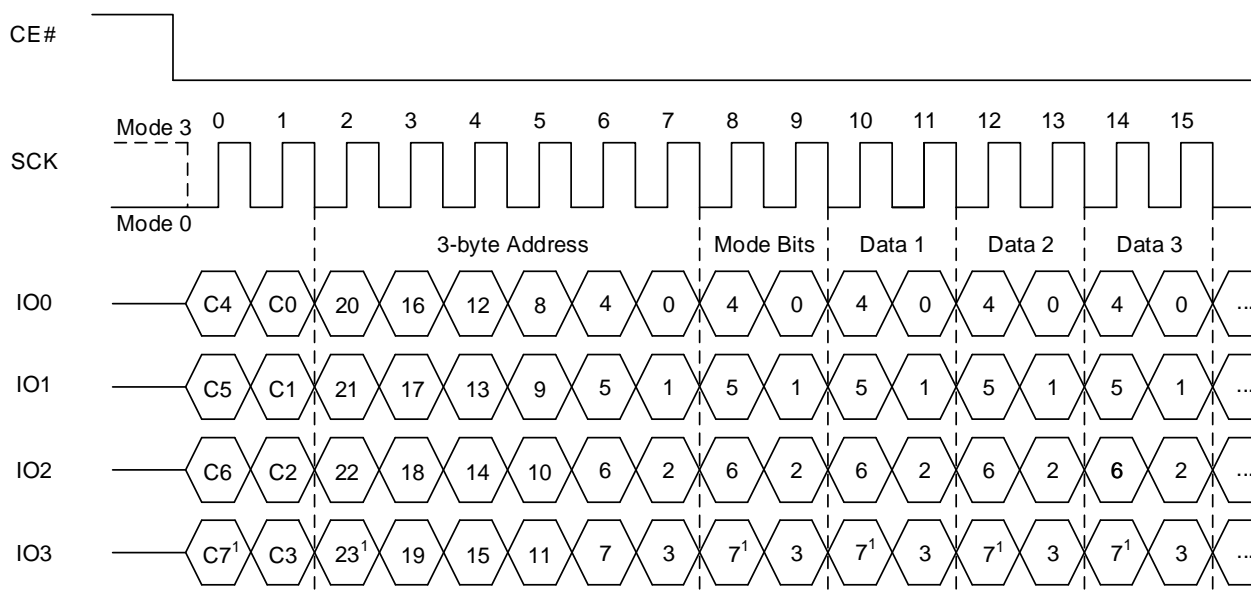 CE#
Mode 3 0 1 2 3 4 5 6 7 8 9 10 11 12 13 14 15
SCK
Mode 0
3-byte Address Mode Bits Data 1 Data 2 Data 3
IO0 C4 C0 20 16 12 8 4 0 4 0 4 0 4 0 4 0 ...
IO1 C5 C1 21 17 13 9 5 1 5 1 5 1 5 1 5 1 ...
IO2 C6 C2 22 18 14 10 6 2 6 2 6 2 6 2 6 2 ...
IO3 C7¹ C3 23¹ 19 15 11 7 3 7¹ 3 7¹ 3 7¹ 3 7¹ 3 ...